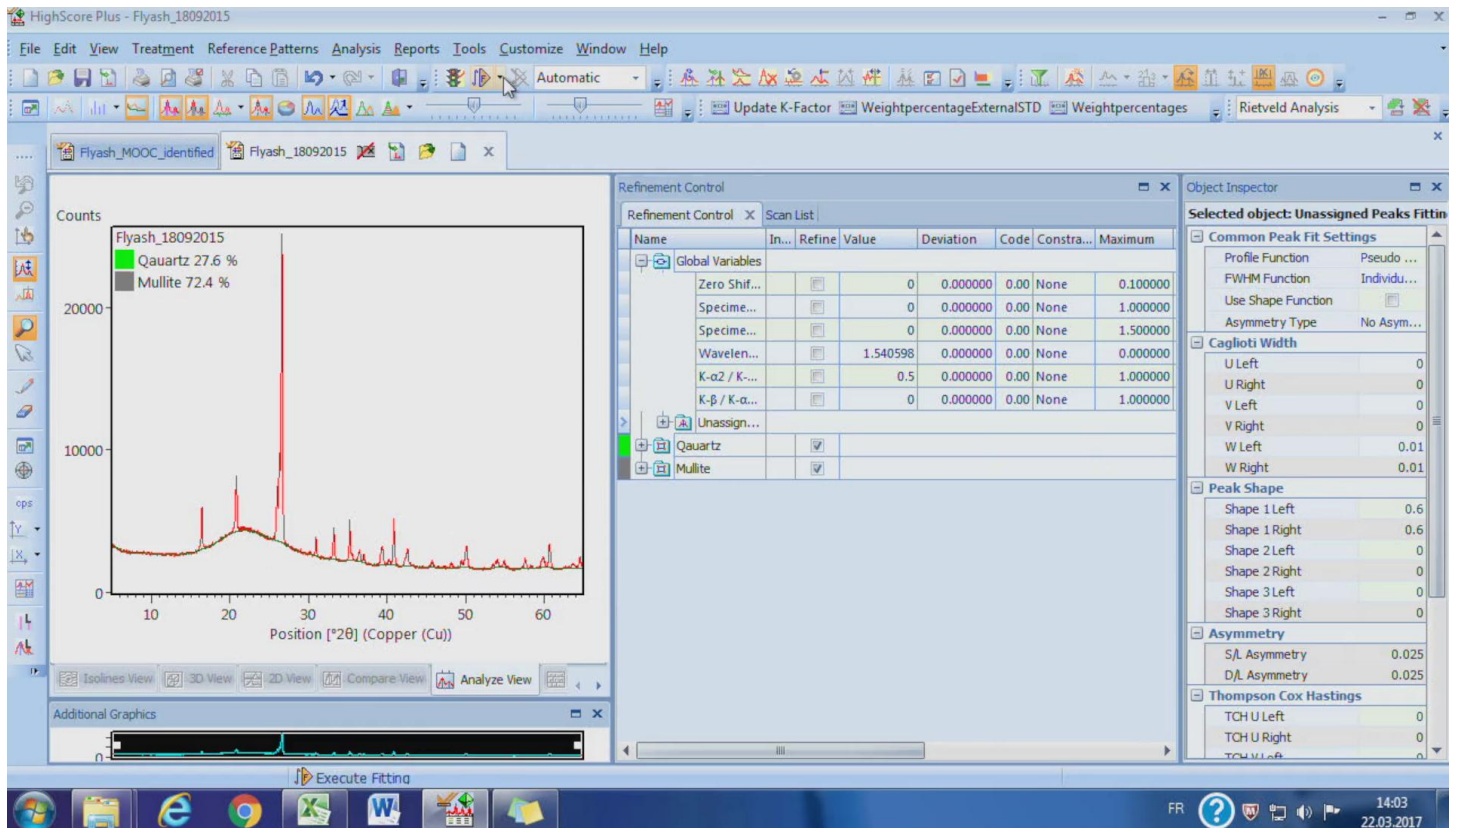 HighScore Plus - Flyash_18092015
File Edit View Treatment Reference Patterns Analysis Reports Tools Customize Window Help
Automatic
Update K-Factor WeightpercentageExternalSTD Weightpercentages Rietveld Analysis
Flyash_MOOC_identified Flyash_18092015
Counts
Flyash_18092015
Qauartz 27.6 %
Mullite 72.4 %
20000
10000
0
10 20 30 40 50 60
Position [°2θ] (Copper (Cu))
Isolines View 3D View 2D View Compare View Analyze View
Additional Graphics
0
cps
Refinement Control
Refinement Control X Scan List
Name In... Refine Value Deviation Code Constra... Maximum
Global Variables
Zero Shif... 0 0.000000 0.00 None 0.100000
Specime... 0 0.000000 0.00 None 1.000000
Specime... 0 0.000000 0.00 None 1.500000
Wavelen... 1.540598 0.000000 0.00 None 0.000000
K-α2 / K-... 0.5 0.000000 0.00 None 1.000000
K-β / K-α... 0 0.000000 0.00 None 1.000000
Unassign...
Qauartz
Mullite
Object Inspector
Selected object: Unassigned Peaks Fittin
Common Peak Fit Settings
Profile Function Pseudo ...
FWHM Function Individu...
Use Shape Function
Asymmetry Type No Asym...
Caglioti Width
U Left 0
U Right 0
V Left 0
V Right 0
W Left 0.01
W Right 0.01
Peak Shape
Shape 1 Left 0.6
Shape 1 Right 0.6
Shape 2 Left 0
Shape 2 Right 0
Shape 3 Left 0
Shape 3 Right 0
Asymmetry
S/L Asymmetry 0.025
D/L Asymmetry 0.025
Thompson Cox Hastings
TCH U Left 0
TCH U Right 0
TCH V Left 0
Execute Fitting
FR
14:03
22.03.2017